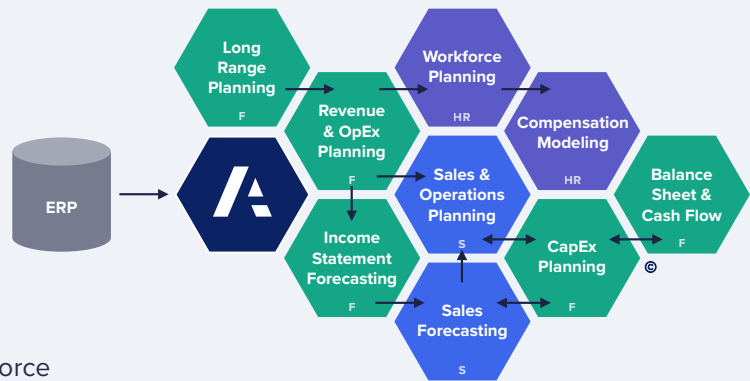 Long
Range
Planning
F
Workforce
Planning
HR
Revenue
& OpEx
Planning
F
Compensation
Modeling
HR
ERP
Sales &
Operations
Planning
S
Balance
Sheet &
Cash Flow
F
Income
Statement
Forecasting
F
CapEx
Planning
F
©
Sales
Forecasting
S
orce